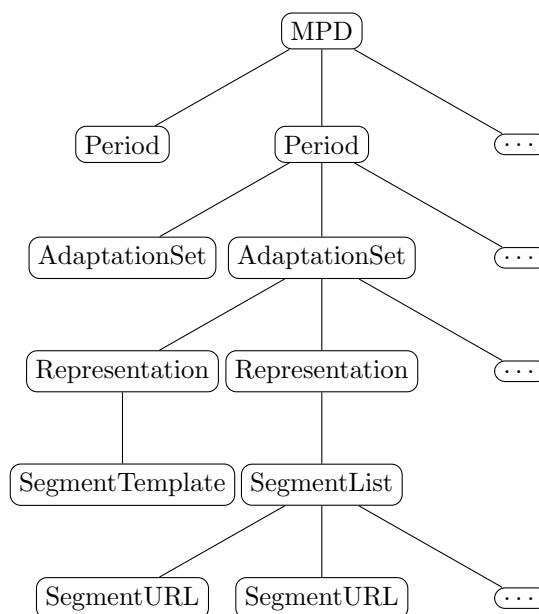 MPD
Period Period ···
AdaptationSet AdaptationSet ···
Representation Representation ···
SegmentTemplate SegmentList
SegmentURL SegmentURL ···